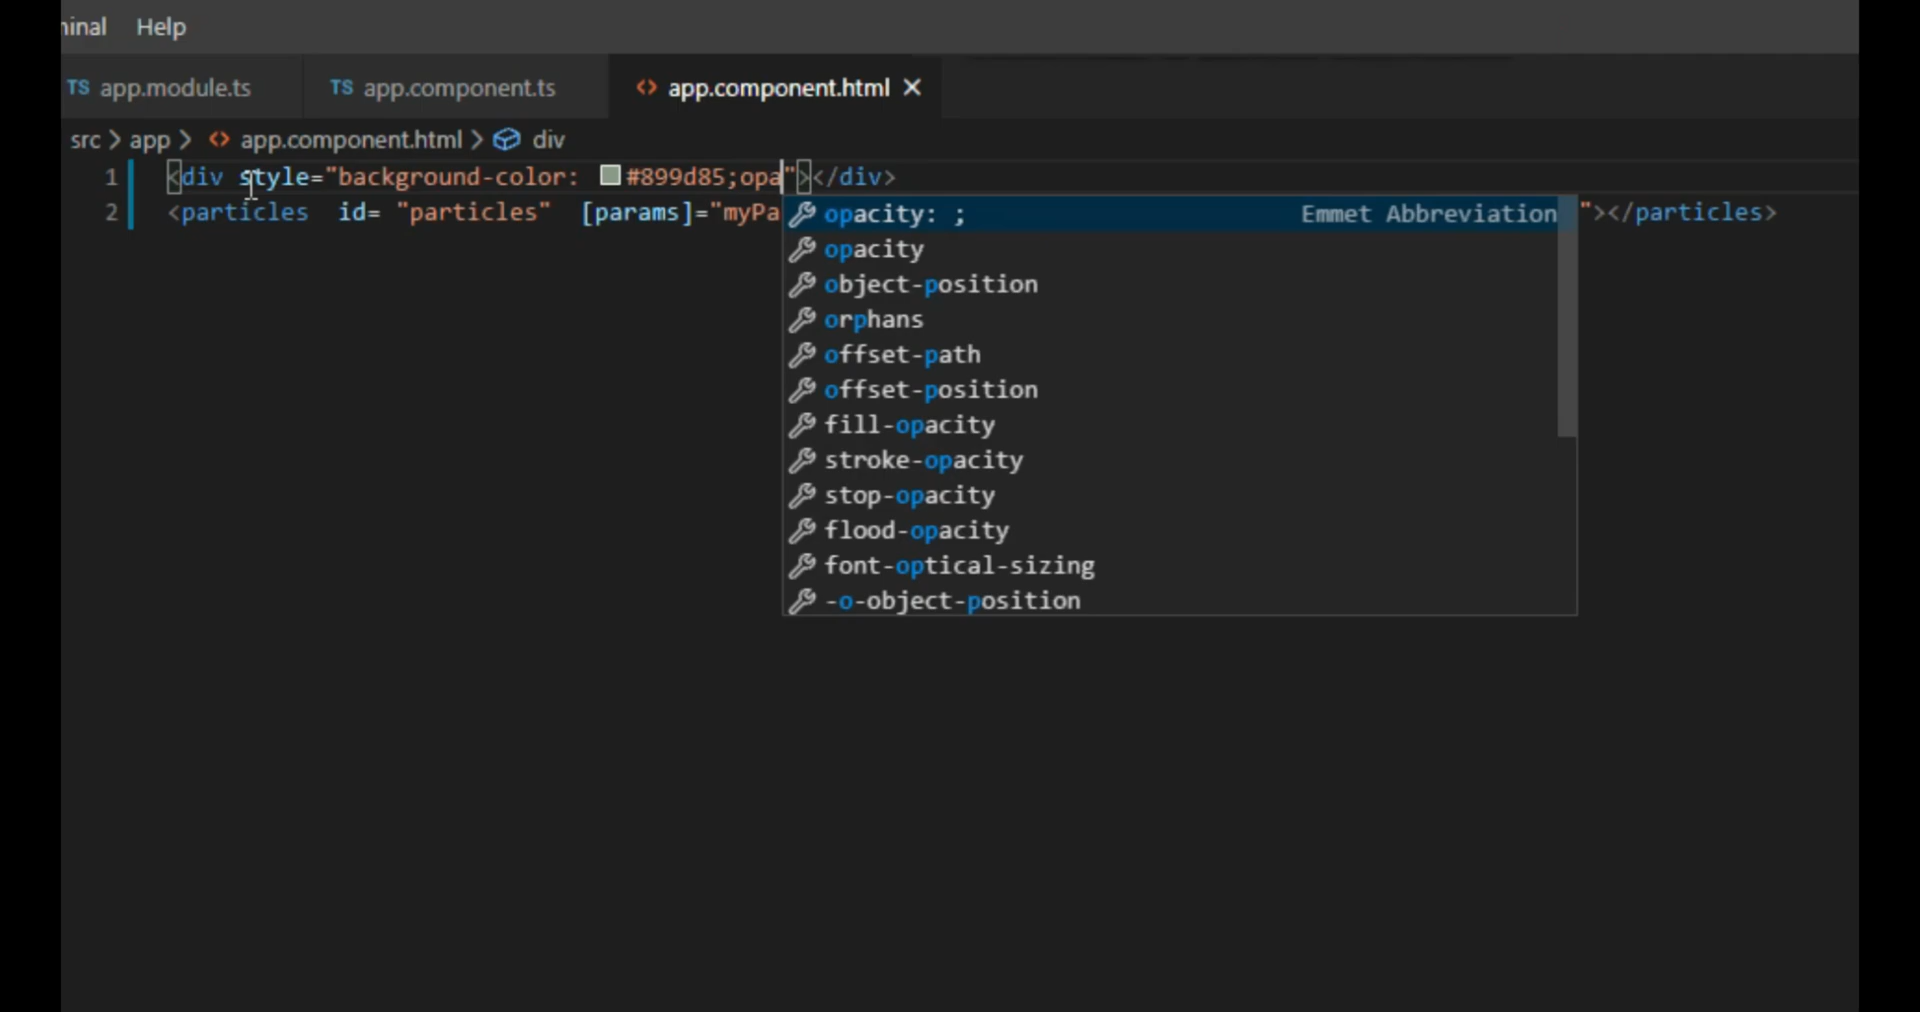 Help
TS app.module.ts TS app.component.ts <> app.component.html ×
src > app > <> app.component.html > div
1 <div style="background-color: #899d85;opa"></div>
2 <particles id= "particles" [params]="myPa "></particles>
opacity: ; Emmet Abbreviation
opacity
object-position
orphans
offset-path
offset-position
fill-opacity
stroke-opacity
stop-opacity
flood-opacity
font-optical-sizing
-o-object-position